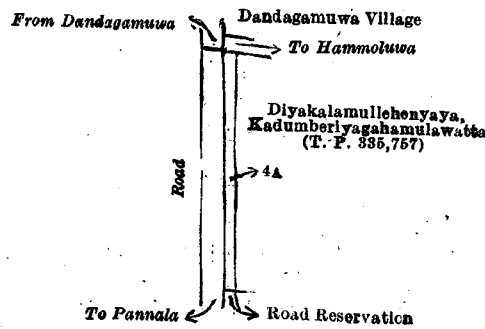 Dandagamuwa Village
From Dandagamuwa
To Hammoluwa
Diyakalamullehenyaya,
Kadumberiyagahamulawatta
(T. P. 335,757)
4A
Road
To Pannala
Road Reservation